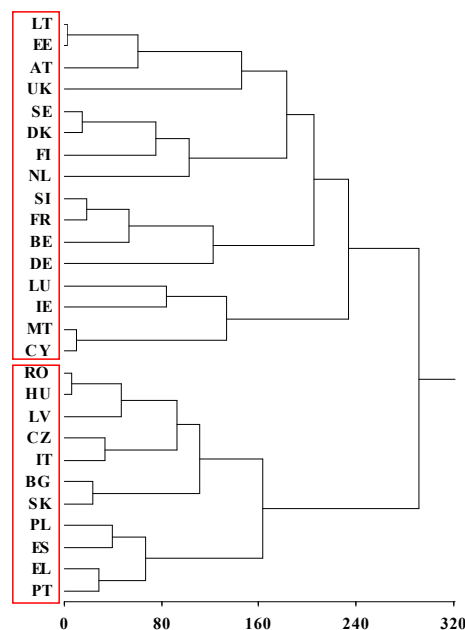 LT
EE
AT
UK
SE
DK
FI
NL
SI
FR
BE
DE
LU
IE
MT
CY
RO
HU
LV
CZ
IT
BG
SK
PL
ES
EL
PT
0 80 160 240 320